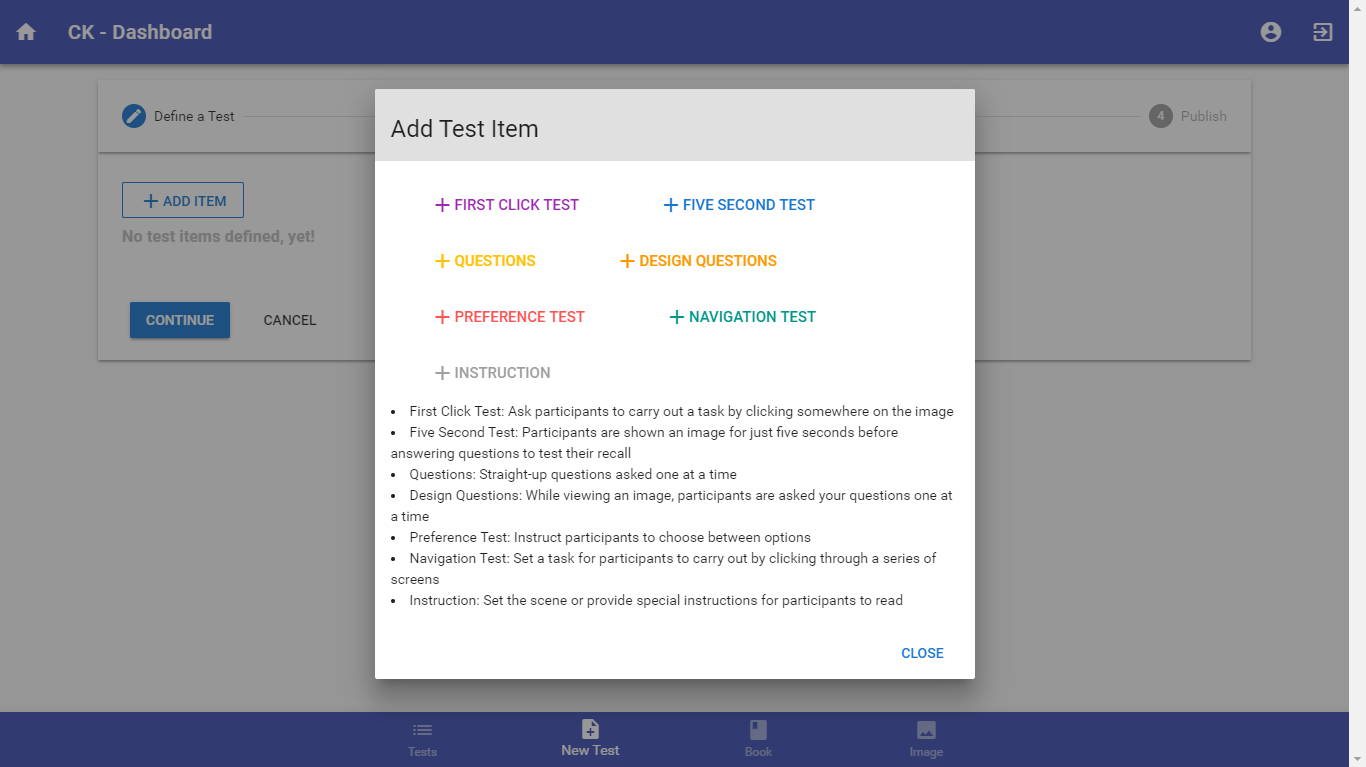 CK - Dashboard
Define a Test
4 Publish
Add Test Item
+ ADD ITEM
No test items defined, yet!
CONTINUE CANCEL
+ FIRST CLICK TEST + FIVE SECOND TEST
+ QUESTIONS + DESIGN QUESTIONS
+ PREFERENCE TEST + NAVIGATION TEST
+ INSTRUCTION
• First Click Test: Ask participants to carry out a task by clicking somewhere on the image
• Five Second Test: Participants are shown an image for just five seconds before
answering questions to test their recall
• Questions: Straight-up questions asked one at a time
• Design Questions: While viewing an image, participants are asked your questions one at
a time
• Preference Test: Instruct participants to choose between options
• Navigation Test: Set a task for participants to carry out by clicking through a series of
screens
• Instruction: Set the scene or provide special instructions for participants to read
CLOSE
Tests New Test Book Image